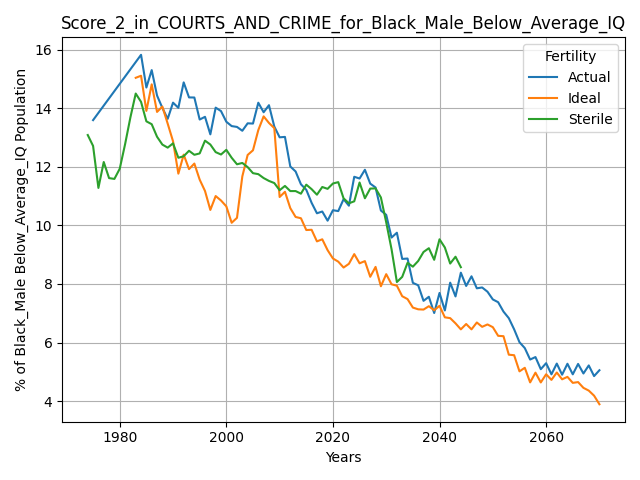 Score_2_in_COURTS_AND_CRIME_for_Black_Male_Below_Average_IQ
% of Black_Male Below_Average_IQ Population
16
14
12
10
8
6
4
Fertility
Actual
Ideal
Sterile
1980
2000
2020
2040
2060
Years